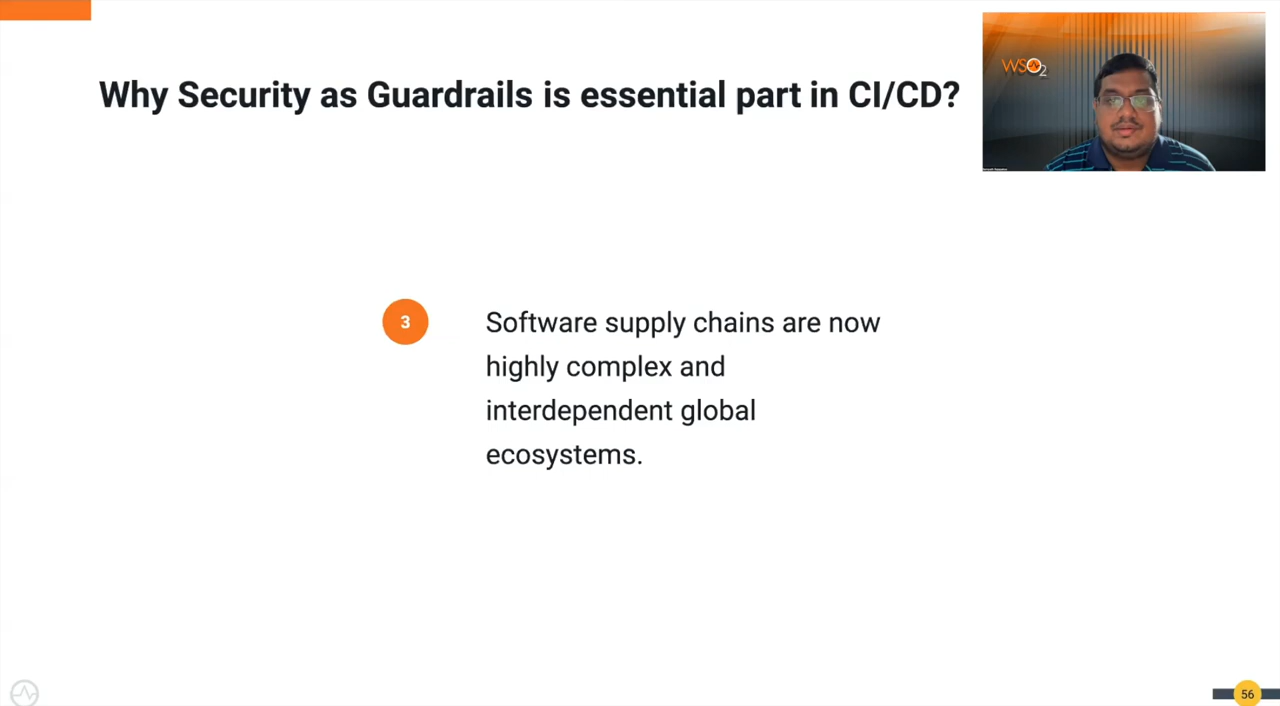 Why Security as Guardrails is essential part in CI/CD?
WSO2
3
Software supply chains are now
highly complex and
interdependent global
ecosystems.
56